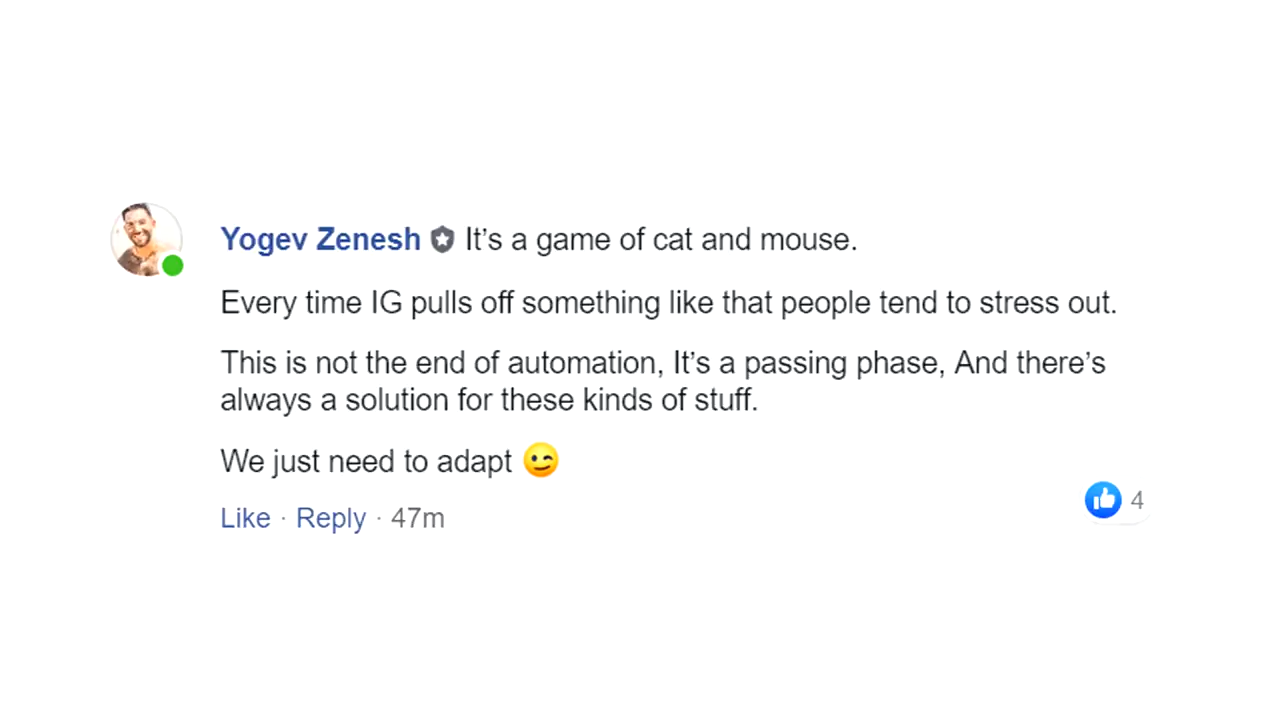 Yogev Zenesh It’s a game of cat and mouse.
Every time IG pulls off something like that people tend to stress out.
This is not the end of automation, It’s a passing phase, And there’s
always a solution for these kinds of stuff.
We just need to adapt 😉
Like · Reply · 47m
4